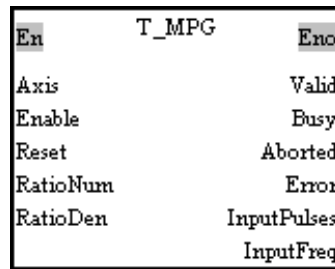 T_MPG
En Eno
Axis Valid
Enable Busy
Reset Aborted
RatioNum Error
RatioDen InputPulses
InputFreq